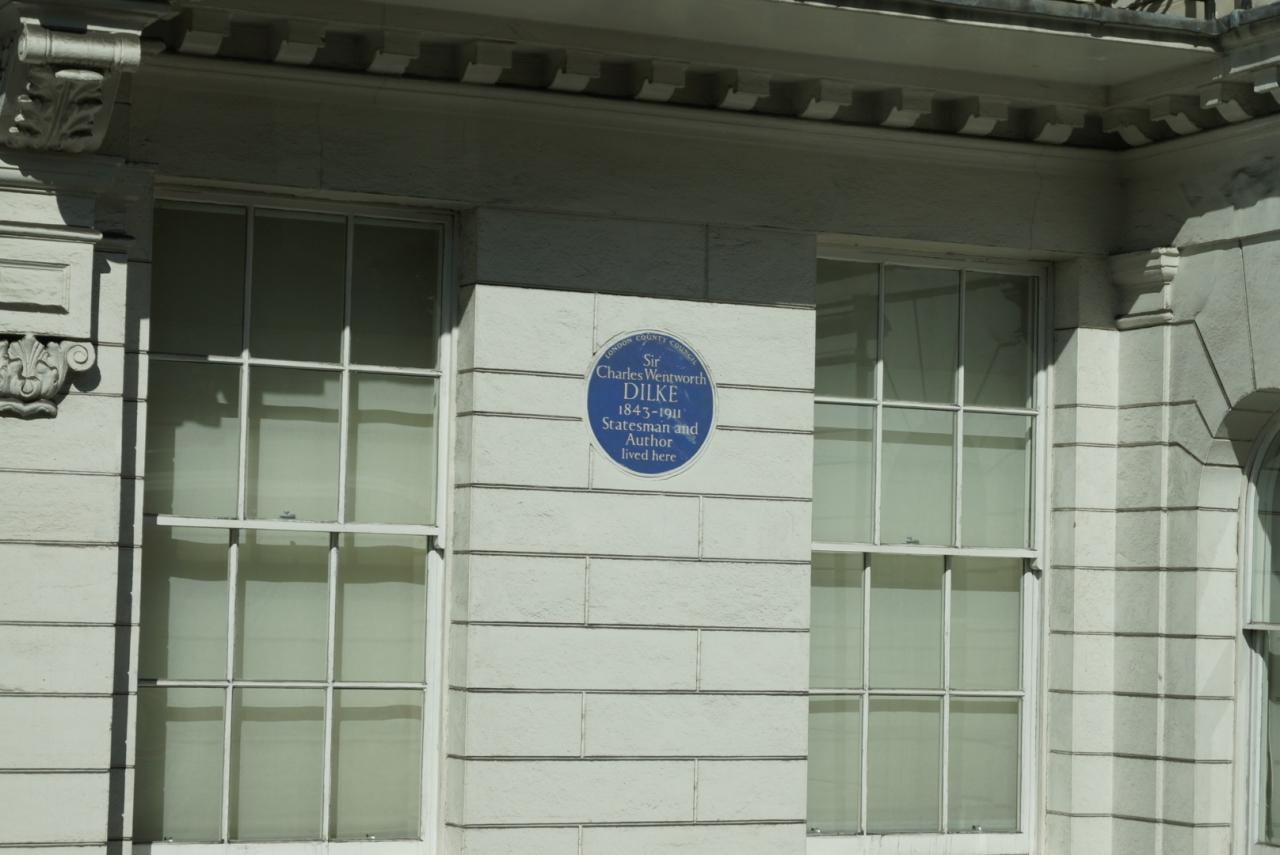 LONDON COUNTY COUNCIL
Sir
Charles Wentworth
DILKE
1843-1911
Statesman and
Author
lived here